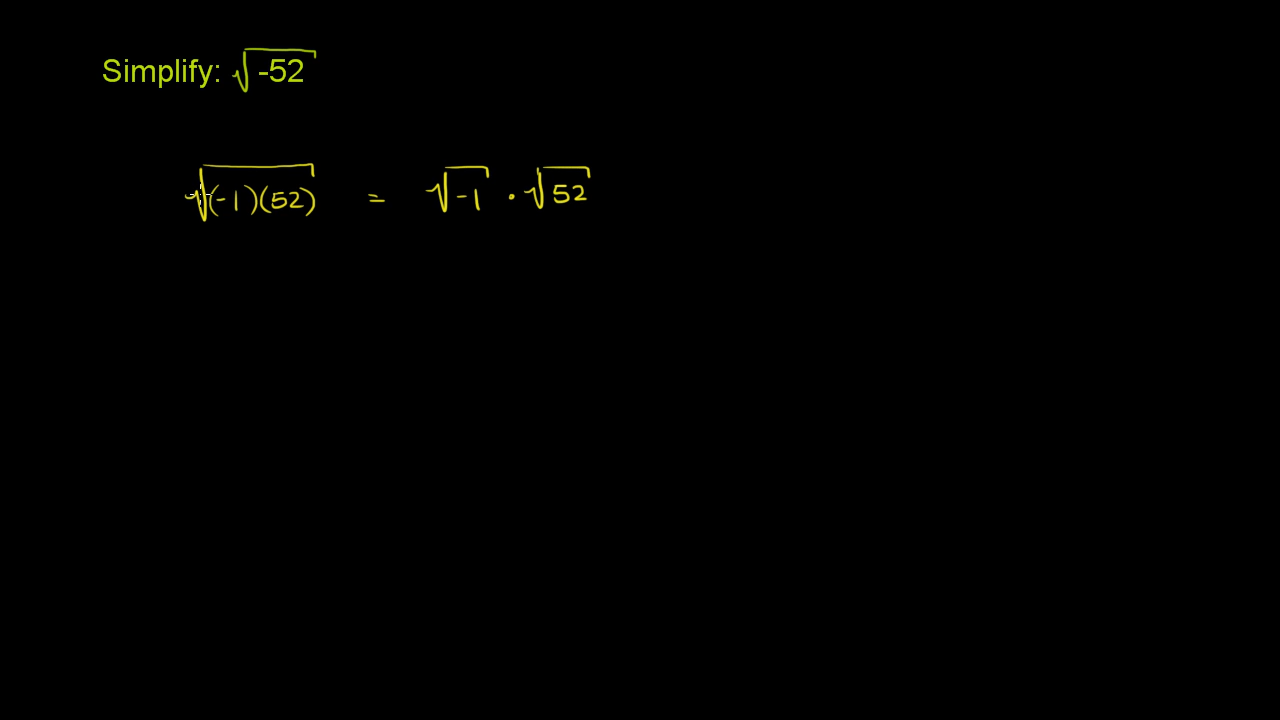 Simplify: √-52
√(-1)(52) = √-1 · √52